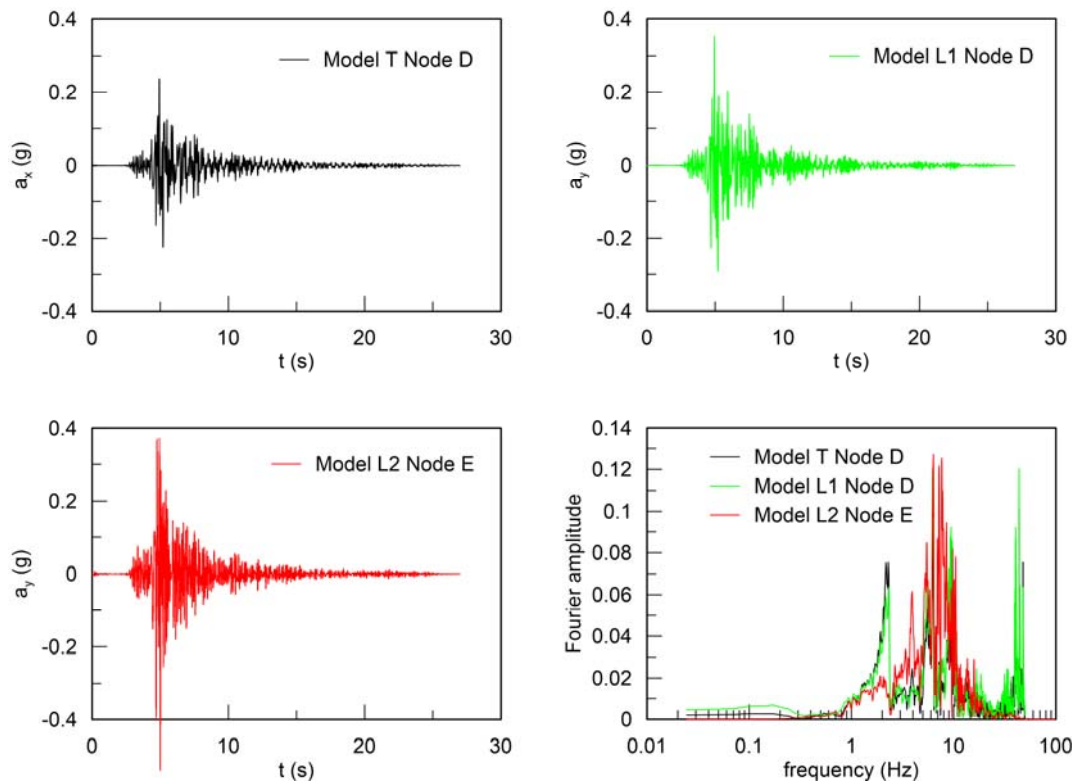 0.4
0.2
0
-0.2
-0.4
a_x (g)
Model T Node D
0 10 20 30
t (s)
0.4
0.2
0
-0.2
-0.4
a_y (g)
Model L1 Node D
0 10 20 30
t (s)
0.4
0.2
0
-0.2
-0.4
a_y (g)
Model L2 Node E
0 10 20 30
t (s)
0.14
0.12
0.10
0.08
0.06
0.04
0.02
0
Fourier amplitude
Model T Node D
Model L1 Node D
Model L2 Node E
0.01 0.1 1 10 100
frequency (Hz)